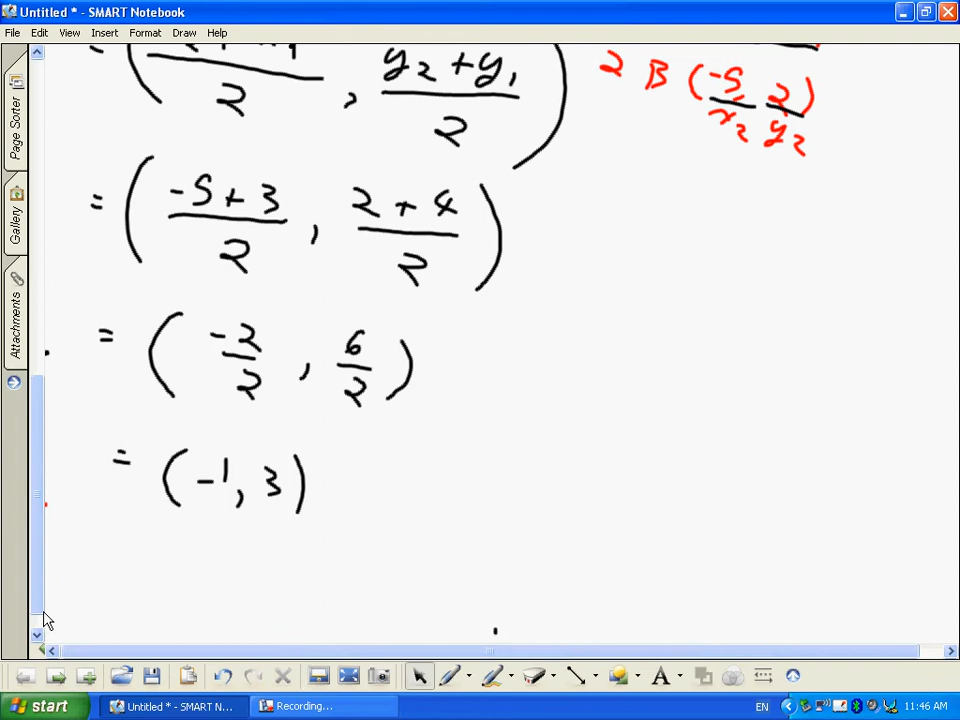 Untitled * - SMART Notebook
File Edit View Insert Format Draw Help
Page Sorter
Gallery
Attachments
2 , y2 + y1 / 2 )
2 B (-5, 2)
x2 y2
= ( -5 + 3 / 2 , 2 + 4 / 2 )
= ( -2 / 2 , 6 / 2 )
= (-1, 3)
start Untitled * - SMART N... Recording... EN 11:46 AM